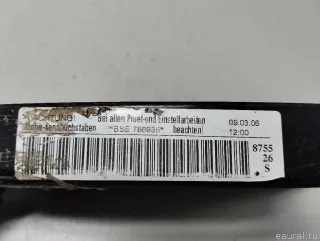 ACHTUNG! Bei allen Pruef-und Einstellarbeiten 09.03.06
Motor-Kennbuchstaben *BSE 786935* beachten! 12:00
8755
26
S
© eaural.ru